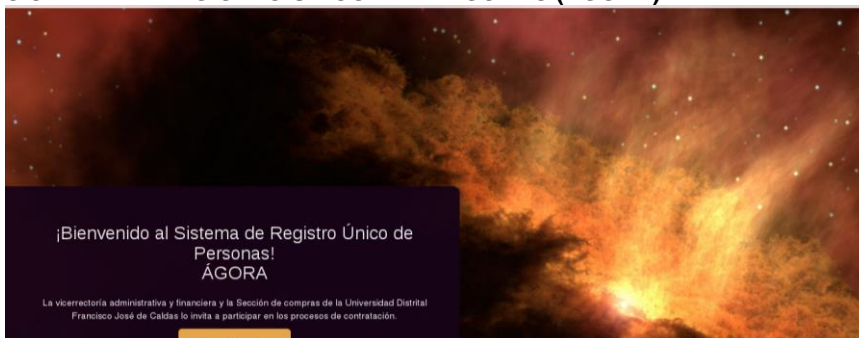 ¡Bienvenido al Sistema de Registro Único de
Personas!
ÁGORA
La vicerrectoría administrativa y financiera y la Sección de compras de la Universidad Distrital
Francisco José de Caldas lo invita a participar en los procesos de contratación.